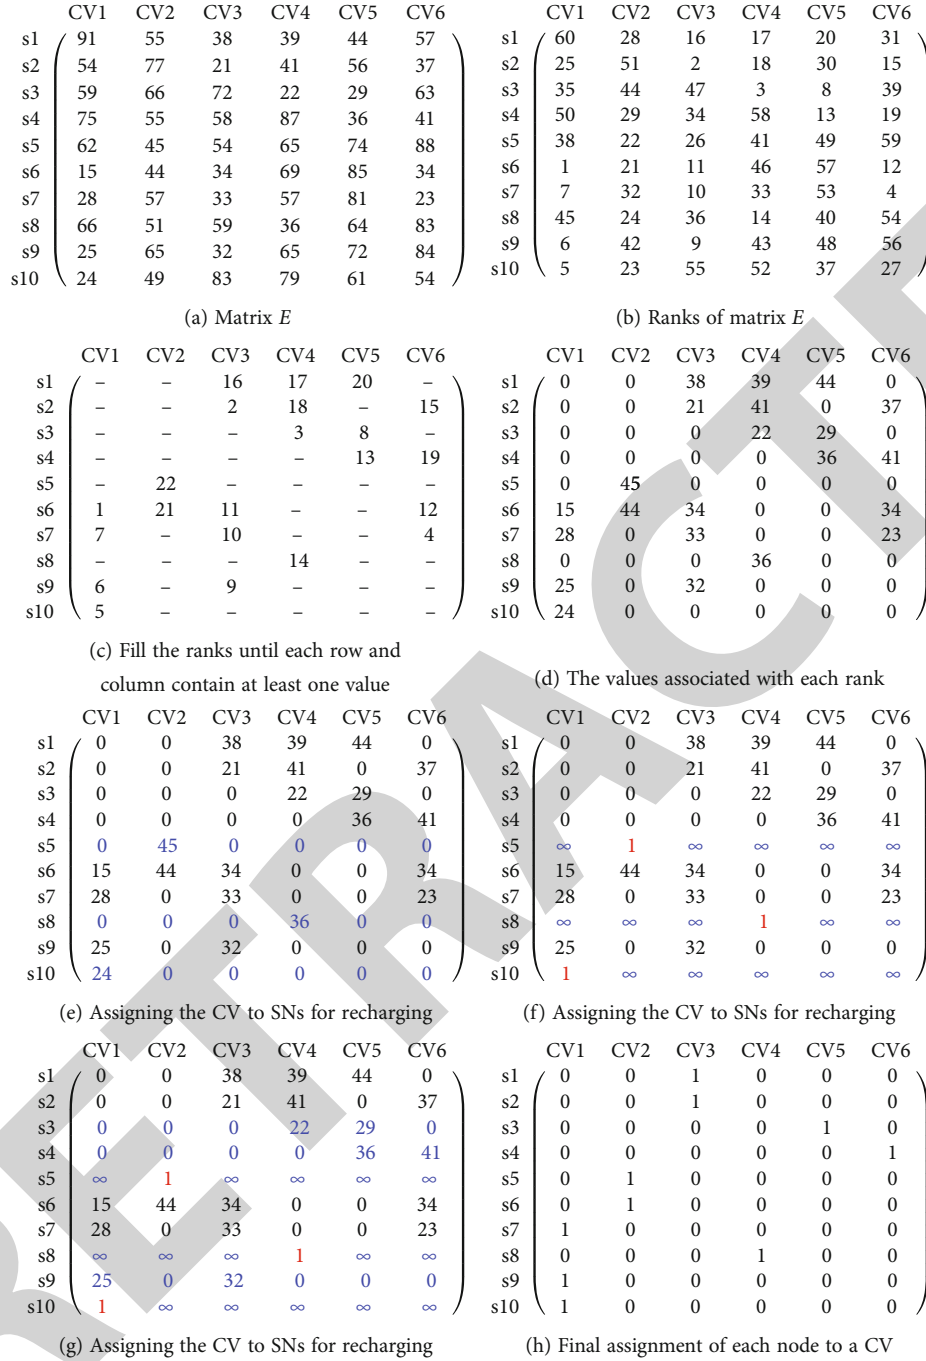 CV1 CV2 CV3 CV4 CV5 CV6
s1 91 55 38 39 44 57
s2 54 77 21 41 56 37
s3 59 66 72 22 29 63
s4 75 55 58 87 36 41
s5 62 45 54 65 74 88
s6 15 44 34 69 85 34
s7 28 57 33 57 81 23
s8 66 51 59 36 64 83
s9 25 65 32 65 72 84
s10 24 49 83 79 61 54
(a) Matrix E
CV1 CV2 CV3 CV4 CV5 CV6
s1 60 28 16 17 20 31
s2 25 51 2 18 30 15
s3 35 44 47 3 8 39
s4 50 29 34 58 13 19
s5 38 22 26 41 49 59
s6 1 21 11 46 57 12
s7 7 32 10 33 53 4
s8 45 24 36 14 40 54
s9 6 42 9 43 48 56
s10 5 23 55 52 37 27
(b) Ranks of matrix E
CV1 CV2 CV3 CV4 CV5 CV6
s1 – – 16 17 20 –
s2 – – 2 18 – 15
s3 – – – 3 8 –
s4 – – – – 13 19
s5 – 22 – – – –
s6 1 21 11 – – 12
s7 7 – 10 – – 4
s8 – – – 14 – –
s9 6 – 9 – – –
s10 5 – – – – –
(c) Fill the ranks until each row and
column contain at least one value
CV1 CV2 CV3 CV4 CV5 CV6
s1 0 0 38 39 44 0
s2 0 0 21 41 0 37
s3 0 0 0 22 29 0
s4 0 0 0 0 36 41
s5 0 45 0 0 0 0
s6 15 44 34 0 0 34
s7 28 0 33 0 0 23
s8 0 0 0 36 0 0
s9 25 0 32 0 0 0
s10 24 0 0 0 0 0
(d) The values associated with each rank
CV1 CV2 CV3 CV4 CV5 CV6
s1 0 0 38 39 44 0
s2 0 0 21 41 0 37
s3 0 0 0 22 29 0
s4 0 0 0 0 36 41
s5 0 45 0 0 0 0
s6 15 44 34 0 0 34
s7 28 0 33 0 0 23
s8 0 0 0 36 0 0
s9 25 0 32 0 0 0
s10 24 0 0 0 0 0
(e) Assigning the CV to SNs for recharging
CV1 CV2 CV3 CV4 CV5 CV6
s1 0 0 38 39 44 0
s2 0 0 21 41 0 37
s3 0 0 0 22 29 0
s4 0 0 0 0 36 41
s5 ∞ 1 ∞ ∞ ∞ ∞
s6 15 44 34 0 0 34
s7 28 0 33 0 0 23
s8 ∞ ∞ ∞ 1 ∞ ∞
s9 25 0 32 0 0 0
s10 1 ∞ ∞ ∞ ∞ ∞
(f) Assigning the CV to SNs for recharging
CV1 CV2 CV3 CV4 CV5 CV6
s1 0 0 38 39 44 0
s2 0 0 21 41 0 37
s3 0 0 0 22 29 0
s4 0 0 0 0 36 41
s5 ∞ 1 ∞ ∞ ∞ ∞
s6 15 44 34 0 0 34
s7 28 0 33 0 0 23
s8 ∞ ∞ ∞ 1 ∞ ∞
s9 25 0 32 0 0 0
s10 1 ∞ ∞ ∞ ∞ ∞
(g) Assigning the CV to SNs for recharging
CV1 CV2 CV3 CV4 CV5 CV6
s1 0 0 1 0 0 0
s2 0 0 1 0 0 0
s3 0 0 0 0 1 0
s4 0 0 0 0 0 1
s5 0 1 0 0 0 0
s6 0 1 0 0 0 0
s7 1 0 0 0 0 0
s8 0 0 0 1 0 0
s9 1 0 0 0 0 0
s10 1 0 0 0 0 0
(h) Final assignment of each node to a CV
RETRACT